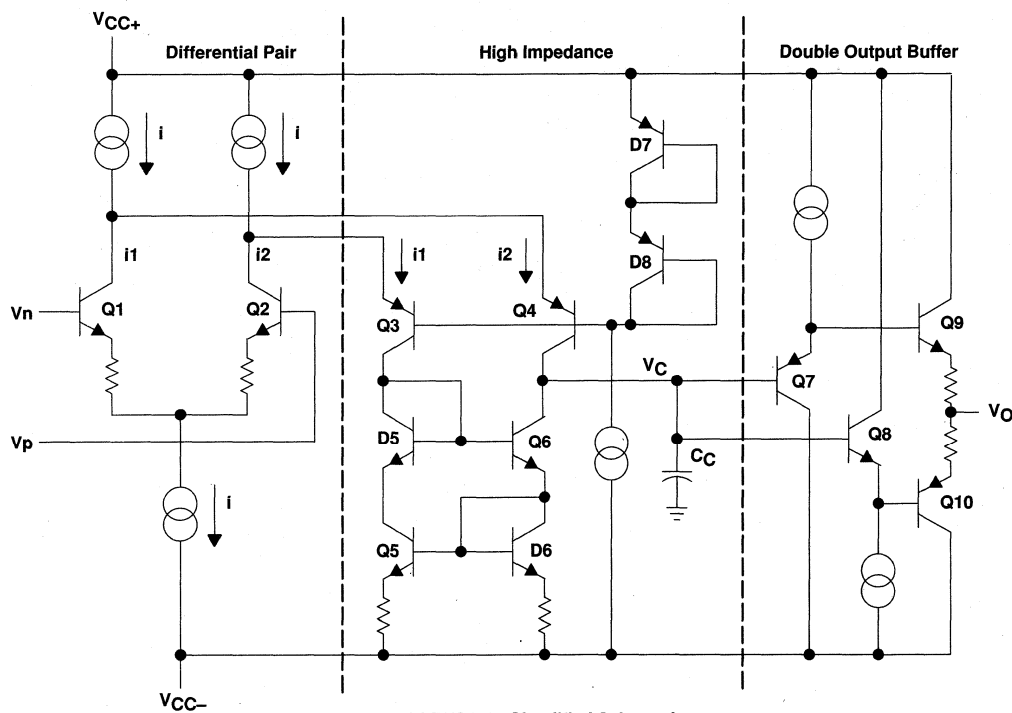 VCC+
Differential Pair
High Impedance
Double Output Buffer
i
i
D7
i1
i2
i1
i2
D8
Vn
Q1
Q2
Q3
Q4
Q9
VC
Q7
VO
Vp
D5
Q6
Q8
CC
i
Q10
Q5
D6
VCC–